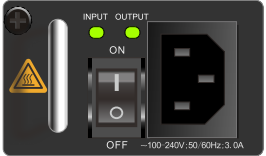 INPUT OUTPUT
ON
OFF
~100-240V;50/60Hz;3.0A